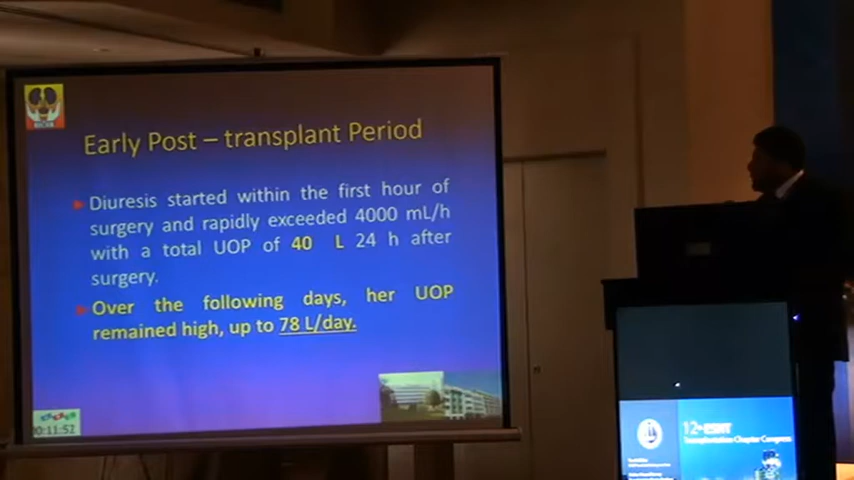 Early Post – transplant Period
Diuresis started within the first hour of
surgery and rapidly exceeded 4000 mL/h
with a total UOP of 40 L 24 h after
surgery.
Over the following days, her UOP
remained high, up to 78 L/day.
00:11:52
12th ESNT
Transplantation Chapter Congress